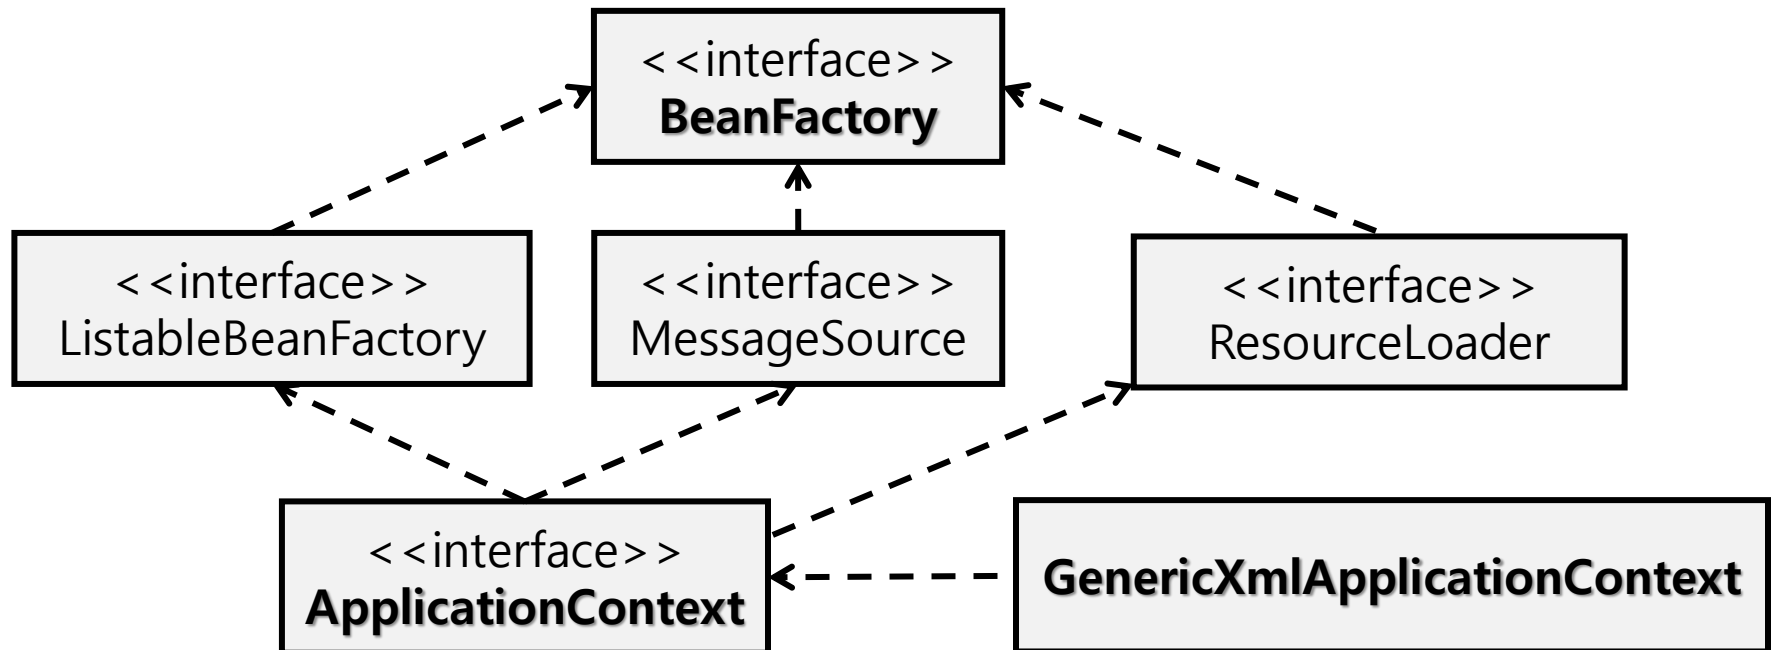 <<interface>>
BeanFactory
<<interface>>
ListableBeanFactory
<<interface>>
MessageSource
<<interface>>
ResourceLoader
<<interface>>
ApplicationContext
GenericXmlApplicationContext